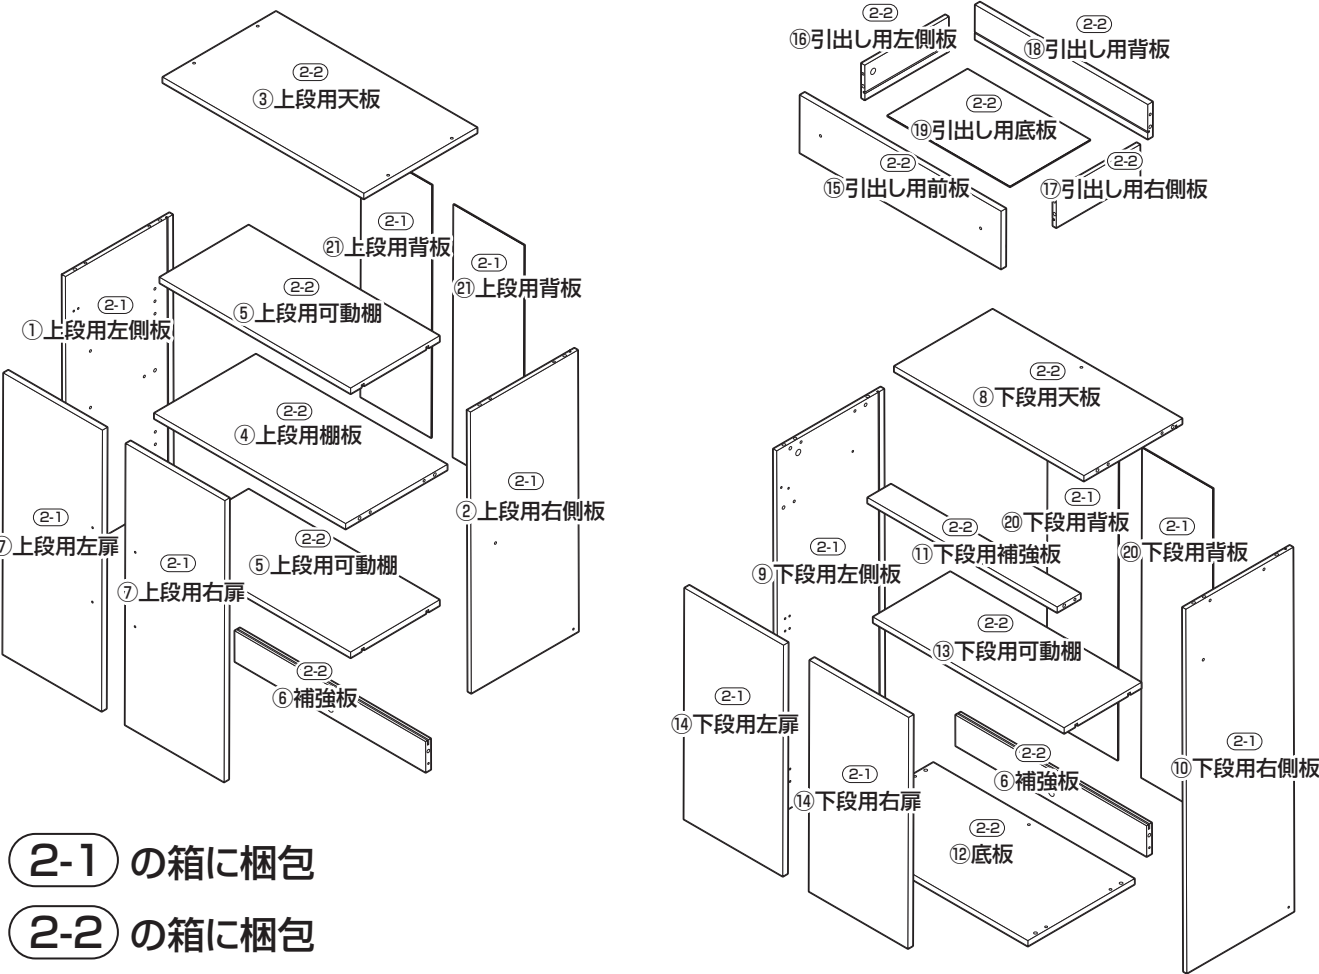 2-2
③上段用天板
2-1
㉑上段用背板
2-1
㉑上段用背板
2-1
①上段用左側板
2-2
⑤上段用可動棚
2-2
④上段用棚板
2-1
②上段用右側板
2-1
⑦上段用左扉
2-1
⑦上段用右扉
2-2
⑤上段用可動棚
2-2
⑥補強板
2-2
⑯引出し用左側板
2-2
⑱引出し用背板
2-2
⑲引出し用底板
2-2
⑮引出し用前板
2-2
⑰引出し用右側板
2-2
⑧下段用天板
2-1
⑳下段用背板
2-1
⑳下段用背板
2-2
⑪下段用補強板
2-1
⑨下段用左側板
2-2
⑬下段用可動棚
2-1
⑭下段用左扉
2-1
⑭下段用右扉
2-2
⑥補強板
2-1
⑩下段用右側板
2-2
⑫底板
2-1 の箱に梱包
2-2 の箱に梱包